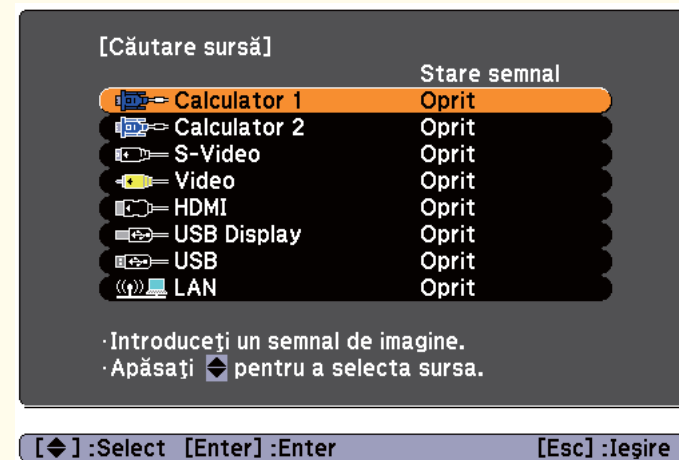 [Căutare sursă]
Stare semnal
Calculator 1 Oprit
Calculator 2 Oprit
S-Video Oprit
Video Oprit
HDMI Oprit
USB Display Oprit
USB Oprit
LAN Oprit
·Introduceţi un semnal de imagine.
·Apăsaţi pentru a selecta sursa.
[ ] :Select [Enter] :Enter [Esc] :Ieşire